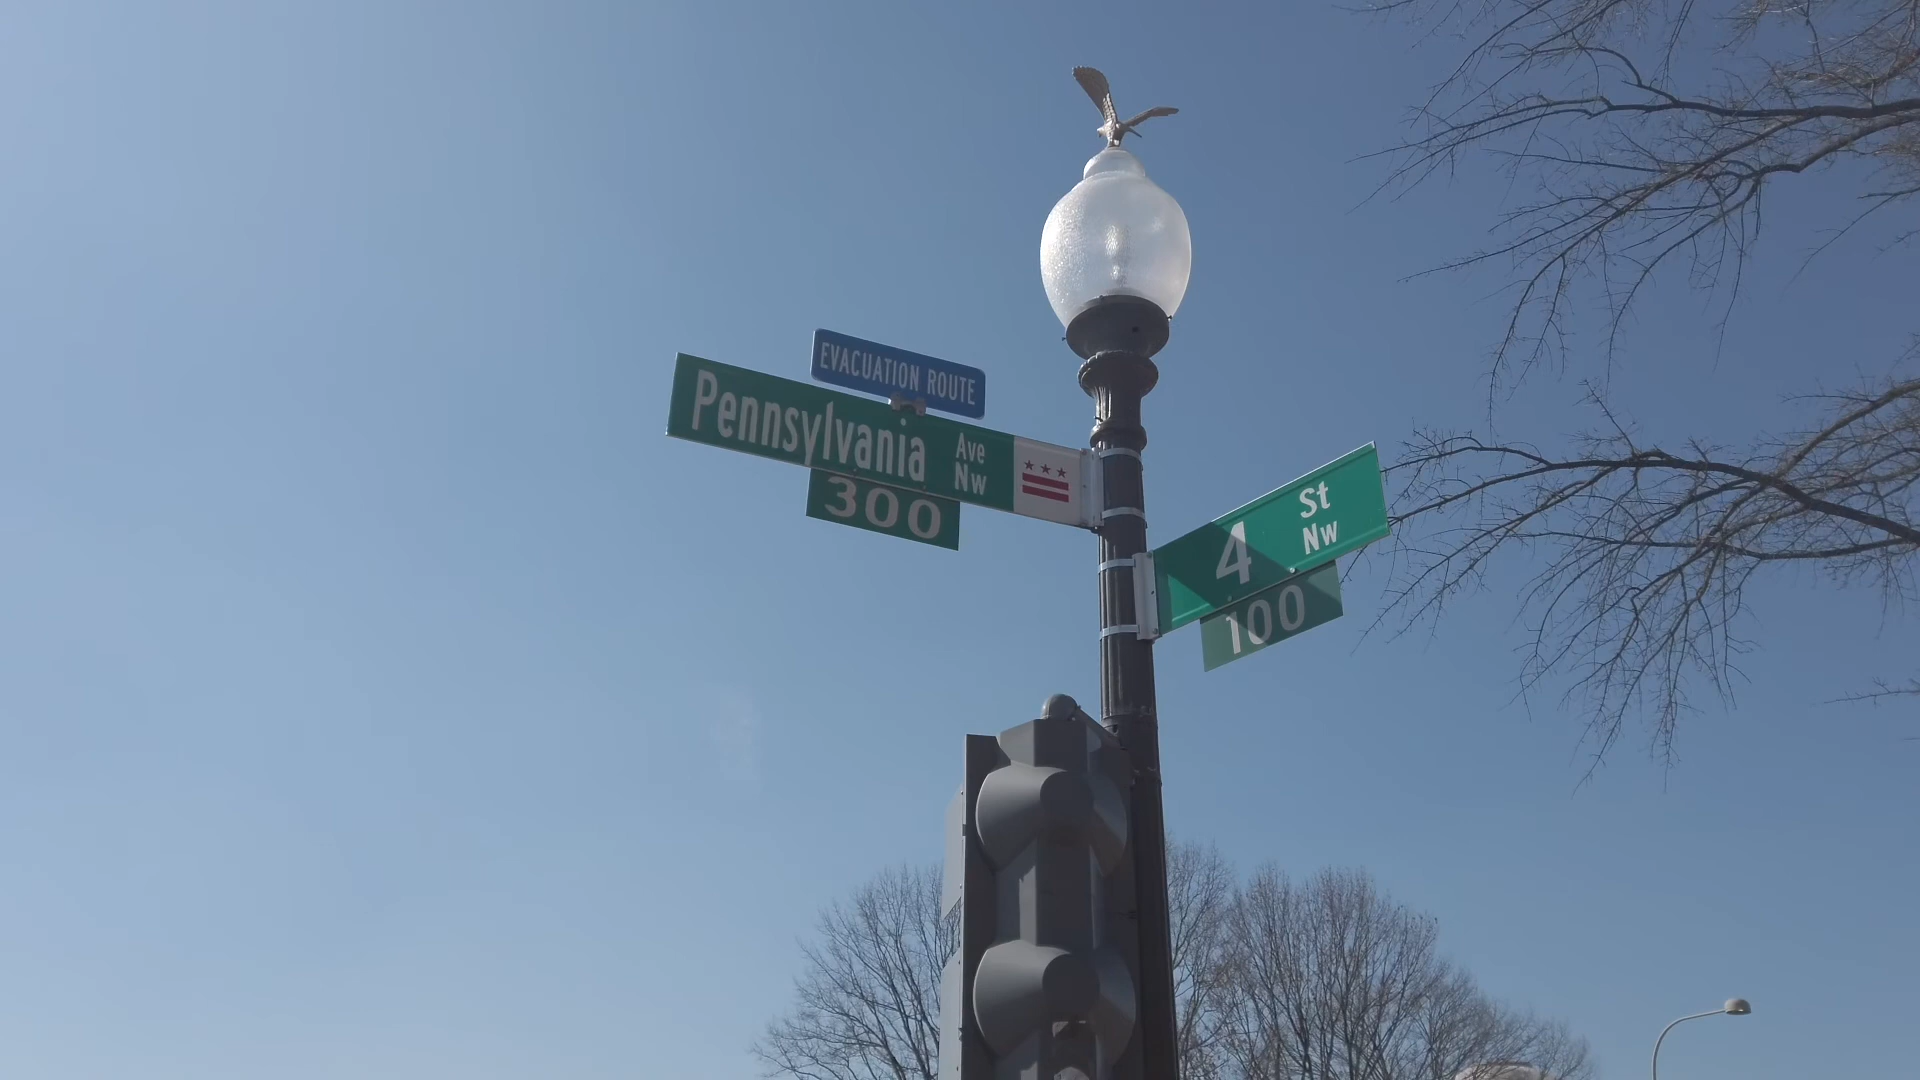 EVACUATION ROUTE
Pennsylvania Ave NW
300
4 St NW
100